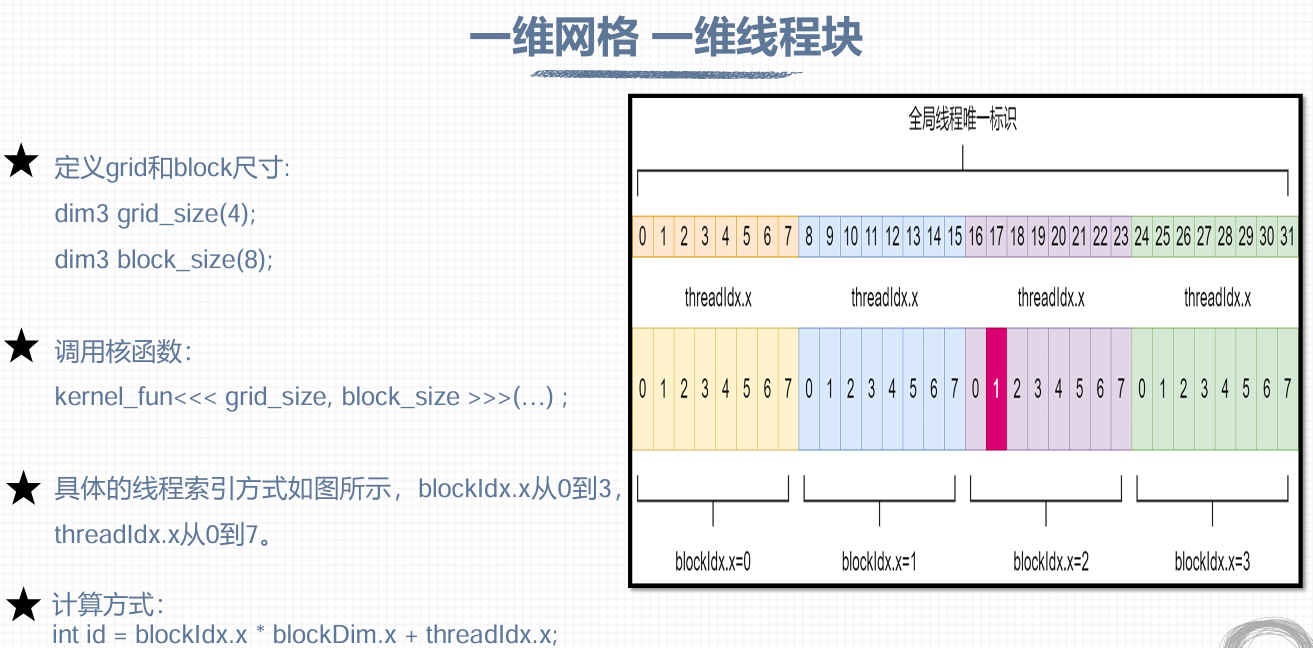 一维网格 一维线程块
定义grid和block尺寸:
dim3 grid_size(4);
dim3 block_size(8);
调用核函数：
kernel_fun<<< grid_size, block_size >>>(…) ;
具体的线程索引方式如图所示，blockIdx.x从0到3，
threadIdx.x从0到7。
计算方式：
int id = blockIdx.x * blockDim.x + threadIdx.x;
全局线程唯一标识
0 1 2 3 4 5 6 7 8 9 10 11 12 13 14 15 16 17 18 19 20 21 22 23 24 25 26 27 28 29 30 31
threadIdx.x threadIdx.x threadIdx.x threadIdx.x
0 1 2 3 4 5 6 7 0 1 2 3 4 5 6 7 0 1 2 3 4 5 6 7 0 1 2 3 4 5 6 7
blockIdx.x=0 blockIdx.x=1 blockIdx.x=2 blockIdx.x=3